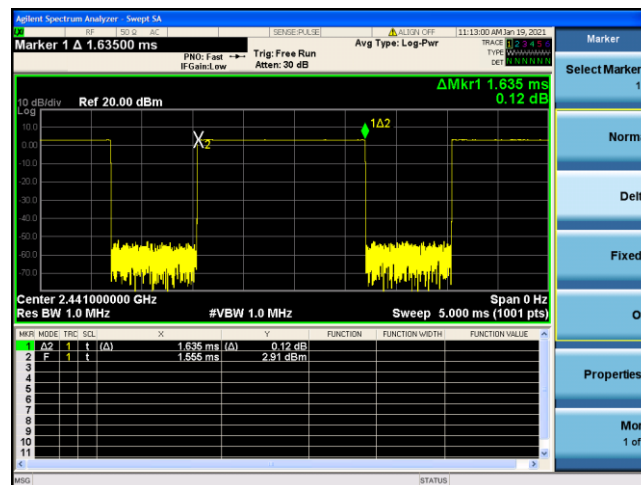 Agilent Spectrum Analyzer - Swept SA
RF 50 Ω AC SENSE:PULSE ALIGN OFF 11:13:00 AM Jan 19, 2021
Marker 1 Δ 1.63500 ms
PNO: Fast Trig: Free Run
IFGain:Low Atten: 30 dB
Avg Type: Log-Pwr
TRACE 1 2 3 4 5 6
TYPE
DET N N N N N N
ΔMkr1 1.635 ms
0.12 dB
10 dB/div Ref 20.00 dBm
Log
10.0
0.00
-10.0
-20.0
-30.0
-40.0
-50.0
-60.0
-70.0
X2
1Δ2
Center 2.441000000 GHz Span 0 Hz
Res BW 1.0 MHz #VBW 1.0 MHz Sweep 5.000 ms (1001 pts)
MKR MODE TRC SCL X Y FUNCTION FUNCTION WIDTH FUNCTION VALUE
1 Δ2 1 t (Δ) 1.635 ms (Δ) 0.12 dB
2 F 1 t 1.555 ms 2.91 dBm
3
4
5
6
7
8
9
10
11
MSG STATUS
Marker
Select Marker
1
Norma
Delt
Fixed
O
Properties
Mor
1 of